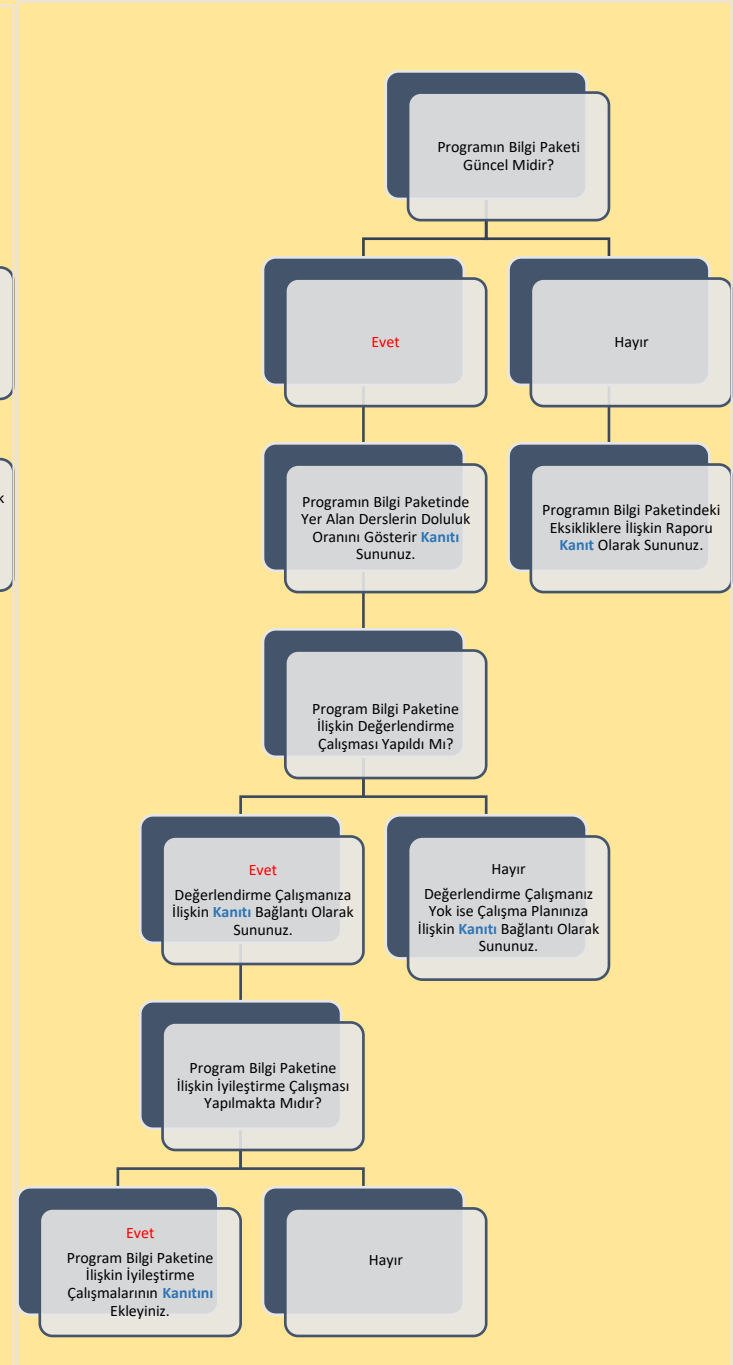 Programın Bilgi Paketi
Güncel Midir?
Evet
Hayır
Programın Bilgi Paketinde
Yer Alan Derslerin Doluluk
Oranını Gösterir Kanıtı
Sununuz.
Programın Bilgi Paketindeki
Eksikliklere İlişkin Raporu
Kanıt Olarak Sununuz.
k
Program Bilgi Paketine
İlişkin Değerlendirme
Çalışması Yapıldı Mı?
Evet
Değerlendirme Çalışmanıza
İlişkin Kanıtı Bağlantı Olarak
Sununuz.
Hayır
Değerlendirme Çalışmanız
Yok ise Çalışma Planınıza
İlişkin Kanıtı Bağlantı Olarak
Sununuz.
Program Bilgi Paketine
İlişkin İyileştirme Çalışması
Yapılmakta Mıdır?
Evet
Program Bilgi Paketine
İlişkin İyileştirme
Çalışmalarının Kanıtını
Ekleyiniz.
Hayır